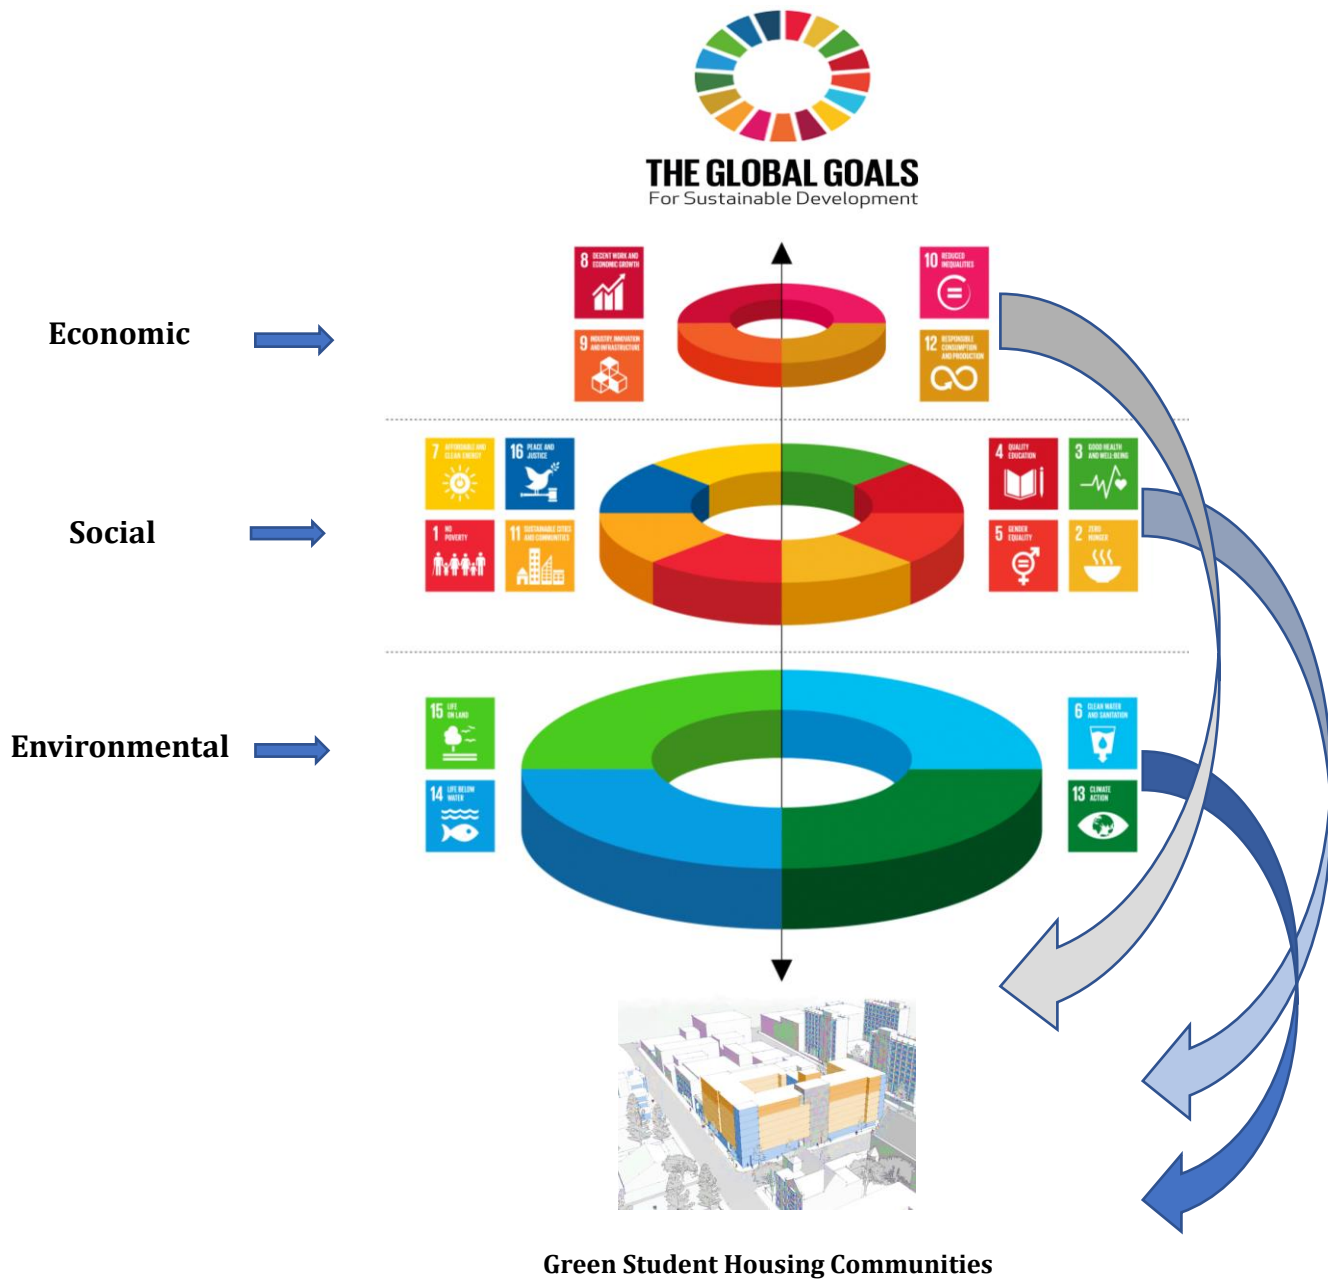 THE GLOBAL GOALS
For Sustainable Development
Economic
8 DECENT WORK AND
ECONOMIC GROWTH
10 REDUCED
INEQUALITIES
9 INDUSTRY, INNOVATION
AND INFRASTRUCTURE
12 RESPONSIBLE
CONSUMPTION
AND PRODUCTION
Social
7 AFFORDABLE AND
CLEAN ENERGY
16 PEACE AND
JUSTICE
4 QUALITY
EDUCATION
3 GOOD HEALTH
AND WELL-BEING
1 NO
POVERTY
11 SUSTAINABLE CITIES
AND COMMUNITIES
5 GENDER
EQUALITY
2 ZERO
HUNGER
Environmental
15 LIFE
ON LAND
6 CLEAN WATER
AND SANITATION
14 LIFE BELOW
WATER
13 CLIMATE
ACTION
Green Student Housing Communities